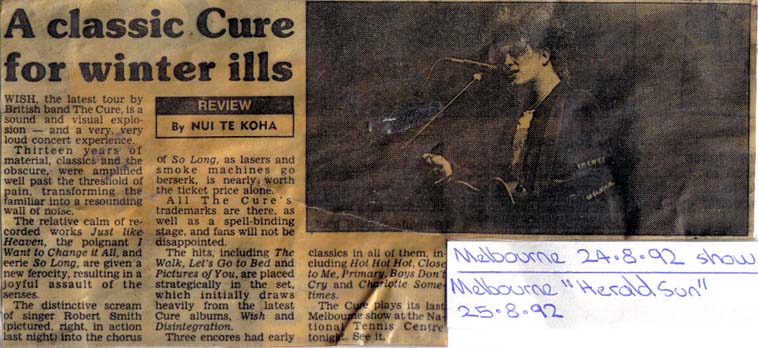 A classic Cure
for winter ills
WISH, the latest tour by
British band The Cure, is a
sound and visual explo-
sion — and a very, very
loud concert experience.
Thirteen years of
material, classics and the
obscure, were amplified
well past the threshold of
pain, transforming the
familiar into a resounding
wall of noise.
The relative calm of re-
corded works Just like
Heaven, the poignant I
Want to Change it All, and
eerie So Long, are given a
new ferocity, resulting in a
joyful assault of the
senses.
The distinctive scream
of singer Robert Smith
(pictured, right, in action
last night) into the chorus
REVIEW
By NUI TE KOHA
of So Long, as lasers and
smoke machines go
berserk, is nearly worth
the ticket price alone.
All The Cure's
trademarks are there, as
well as a spell-binding
stage, and fans will not be
disappointed.
The hits, including The
Walk, Let's Go to Bed and
Pictures of You, are placed
strategically in the set,
which initially draws
heavily from the latest
Cure albums, Wish and
Disintegration.
Three encores had early
classics in all of them, in-
cluding Hot Hot Hot, Close
to Me, Primary, Boys Don't
Cry and Charlotte Some-
times.
The Cure plays its last
Melbourne show at the Na-
tional Tennis Centre
tonight. See it.
Melbourne 24.8.92 show
Melbourne "Herald Sun"
25.8.92